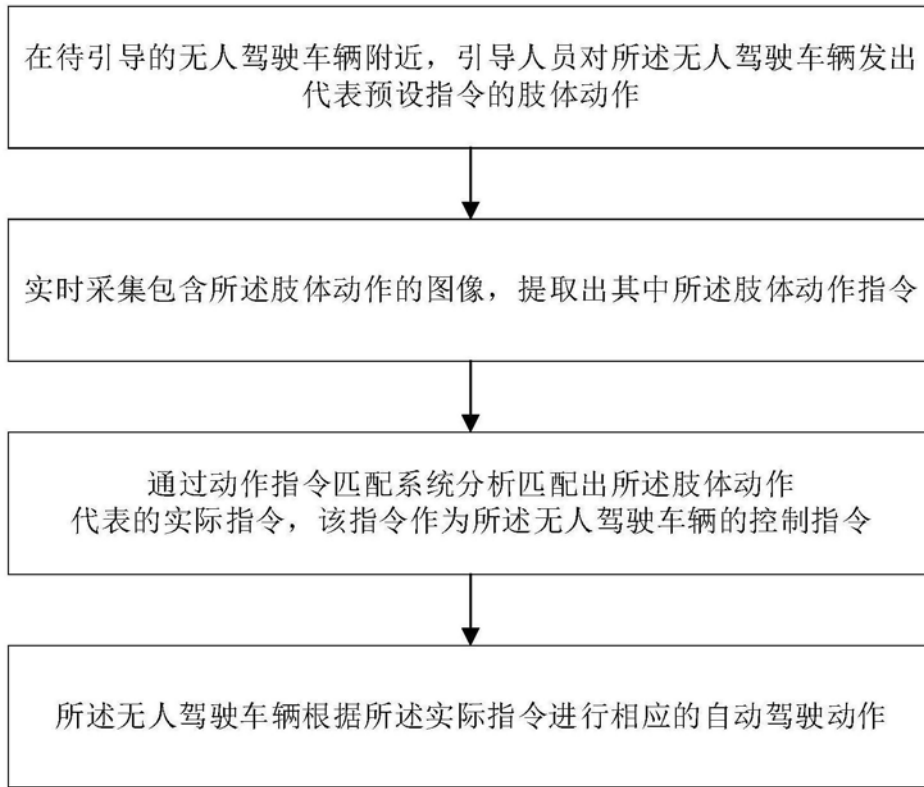 在待引导的无人驾驶车辆附近，引导人员对所述无人驾驶车辆发出
代表预设指令的肢体动作
实时采集包含所述肢体动作的图像，提取出其中所述肢体动作指令
通过动作指令匹配系统分析匹配出所述肢体动作
代表的实际指令，该指令作为所述无人驾驶车辆的控制指令
所述无人驾驶车辆根据所述实际指令进行相应的自动驾驶动作